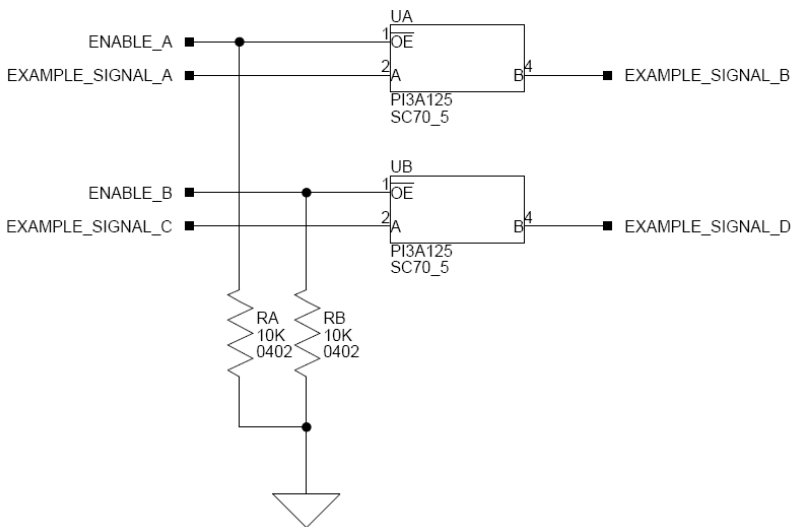 UA
ENABLE_A
1
OE
EXAMPLE_SIGNAL_A
2
A
B
4
EXAMPLE_SIGNAL_B
PI3A125
SC70_5
UB
ENABLE_B
1
OE
EXAMPLE_SIGNAL_C
2
A
B
4
EXAMPLE_SIGNAL_D
PI3A125
SC70_5
RA
10K
0402
RB
10K
0402